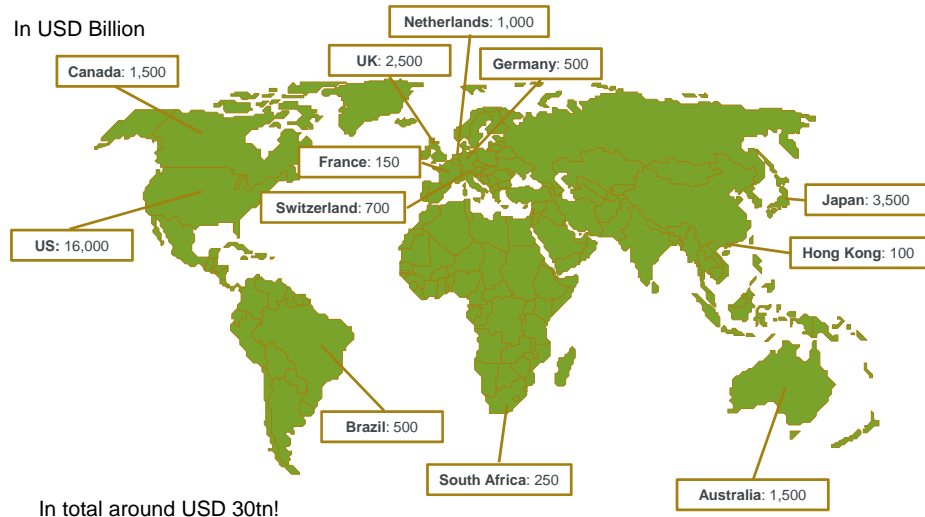 In USD Billion
Netherlands: 1,000
Canada: 1,500
UK: 2,500
Germany: 500
France: 150
Switzerland: 700
Japan: 3,500
US: 16,000
Hong Kong: 100
Brazil: 500
South Africa: 250
Australia: 1,500
In total around USD 30tn!